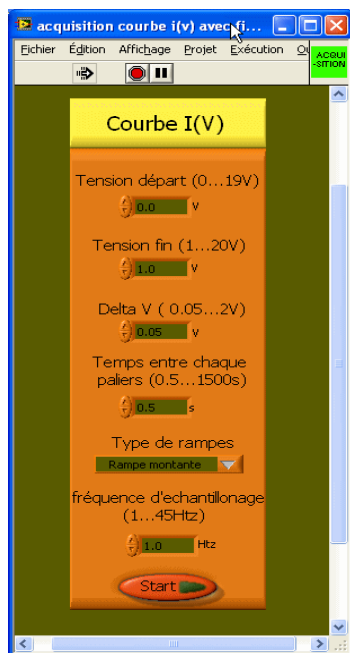 acquisition courbe i(v) avec fi...
Fichier Édition Affichage Projet Exécution Ou
ACQUI
-SITION
Courbe I(V)
Tension départ (0...19V)
0.0 V
Tension fin (1...20V)
1.0 V
Delta V ( 0.05...2V)
0.05 V
Temps entre chaque
paliers (0.5...1500s)
0.5 s
Type de rampes
Rampe montante
fréquence d'echantillonage
(1...45Htz)
1.0 Htz
Start